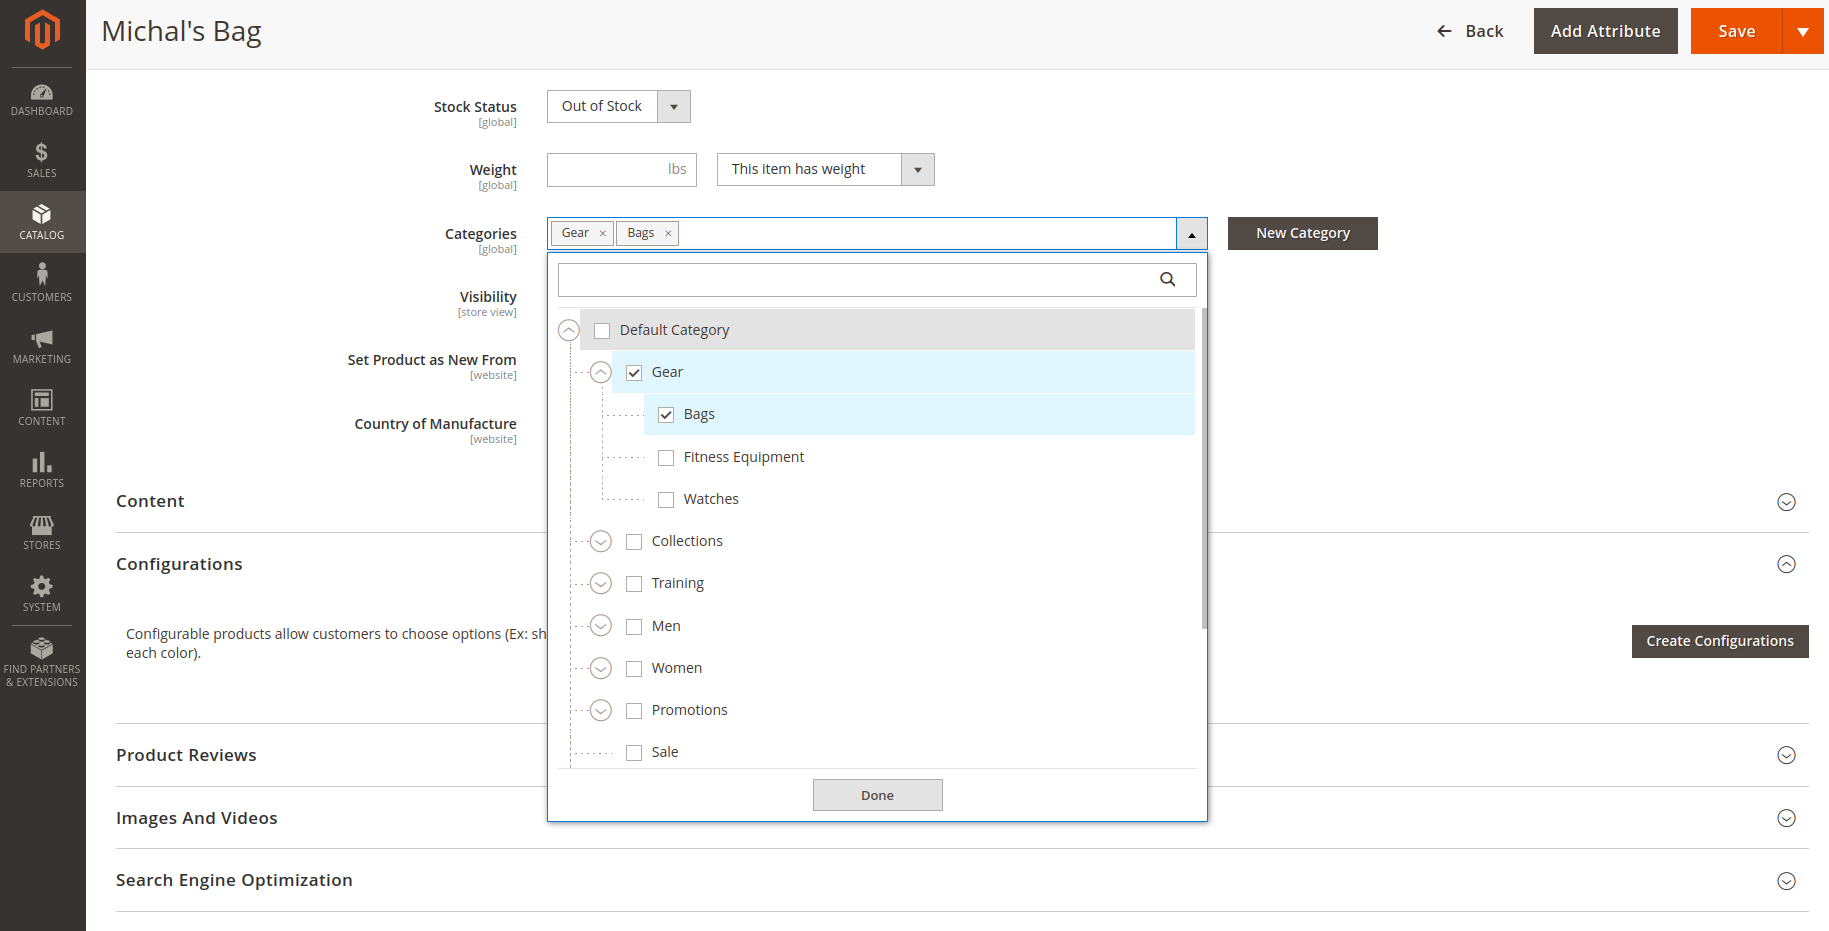 Michal's Bag
Back
Add Attribute
Save
DASHBOARD
SALES
CATALOG
CUSTOMERS
MARKETING
CONTENT
REPORTS
STORES
SYSTEM
FIND PARTNERS
& EXTENSIONS
Stock Status
[global]
Out of Stock
Weight
[global]
lbs
This item has weight
Categories
[global]
Gear ×
Bags ×
New Category
Visibility
[store view]
Set Product as New From
[website]
Country of Manufacture
[website]
Default Category
Gear
Bags
Fitness Equipment
Watches
Collections
Training
Men
Women
Promotions
Sale
Done
Content
Configurations
Configurable products allow customers to choose options (Ex: sh
each color).
Create Configurations
Product Reviews
Images And Videos
Search Engine Optimization